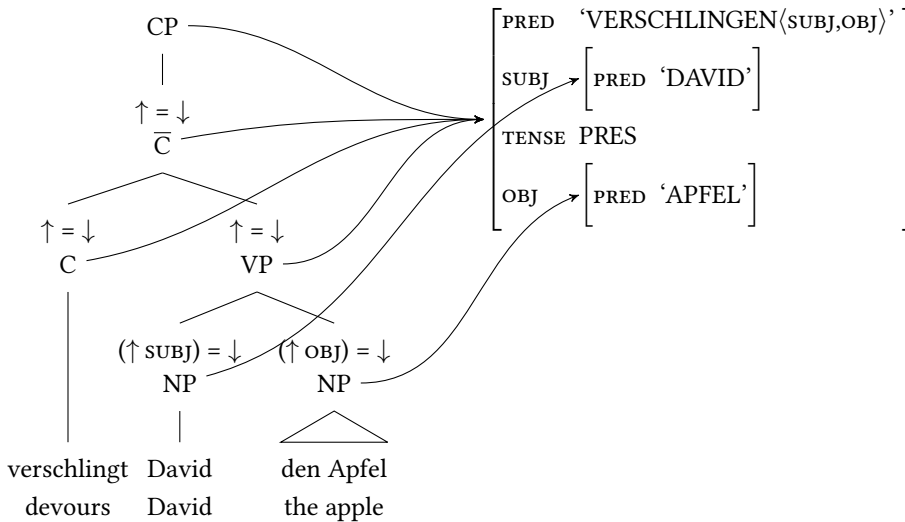 CP
↑ = ↓
C̅
↑ = ↓ ↑ = ↓
C VP
(↑ SUBJ) = ↓ (↑ OBJ) = ↓
NP NP
verschlingt David den Apfel
devours David the apple
PRED ‘VERSCHLINGEN⟨SUBJ,OBJ⟩’
SUBJ [PRED ‘DAVID’]
TENSE PRES
OBJ [PRED ‘APFEL’]